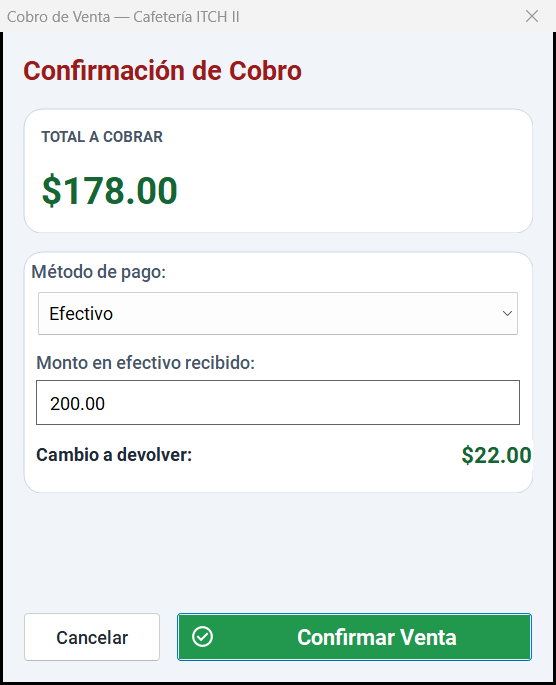 Cobro de Venta — Cafetería ITCH II
Confirmación de Cobro
TOTAL A COBRAR
$178.00
Método de pago:
Efectivo
Monto en efectivo recibido:
200.00
Cambio a devolver: $22.00
Cancelar Confirmar Venta